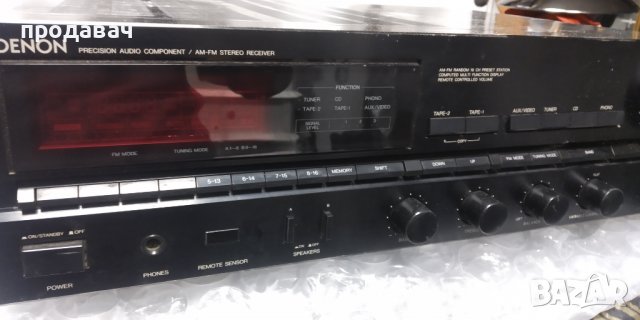 продавач
DENON PRECISION AUDIO COMPONENT / AM-FM STEREO RECEIVER
AM-FM RANDOM 16 CH PRESET STATION
COMPUTED MULTI FUNCTION DISPLAY
REMOTE CONTROLLED VOLUME
FUNCTION
TUNER CD PHONO
TAPE-2 TAPE-1 AUX/VIDEO
SIGNAL LEVEL
TAPE-2 TAPE-1 AUX/VIDEO TUNER CD PHONO
COPY
FM MODE TUNING MODE
5-13 6-14 7-15 8-16 MEMORY SHIFT DOWN UP FM MODE TUNING MODE BAND
ON/STANDBY OFF
POWER
PHONES
REMOTE SENSOR
A B
ON OFF
SPEAKERS
BAZAR